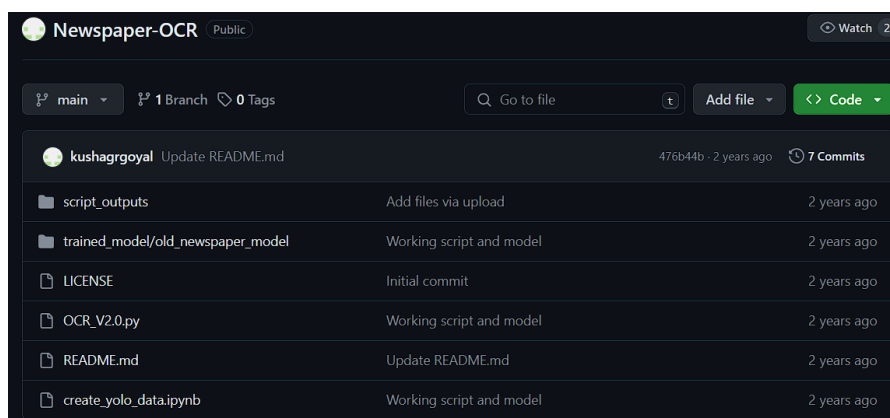 Newspaper-OCR Public Watch 2
main 1 Branch 0 Tags Go to file t Add file Code
kushagrgoyal Update README.md 476b44b · 2 years ago 7 Commits
script_outputs Add files via upload 2 years ago
trained_model/old_newspaper_model Working script and model 2 years ago
LICENSE Initial commit 2 years ago
OCR_V2.0.py Working script and model 2 years ago
README.md Update README.md 2 years ago
create_yolo_data.ipynb Working script and model 2 years ago